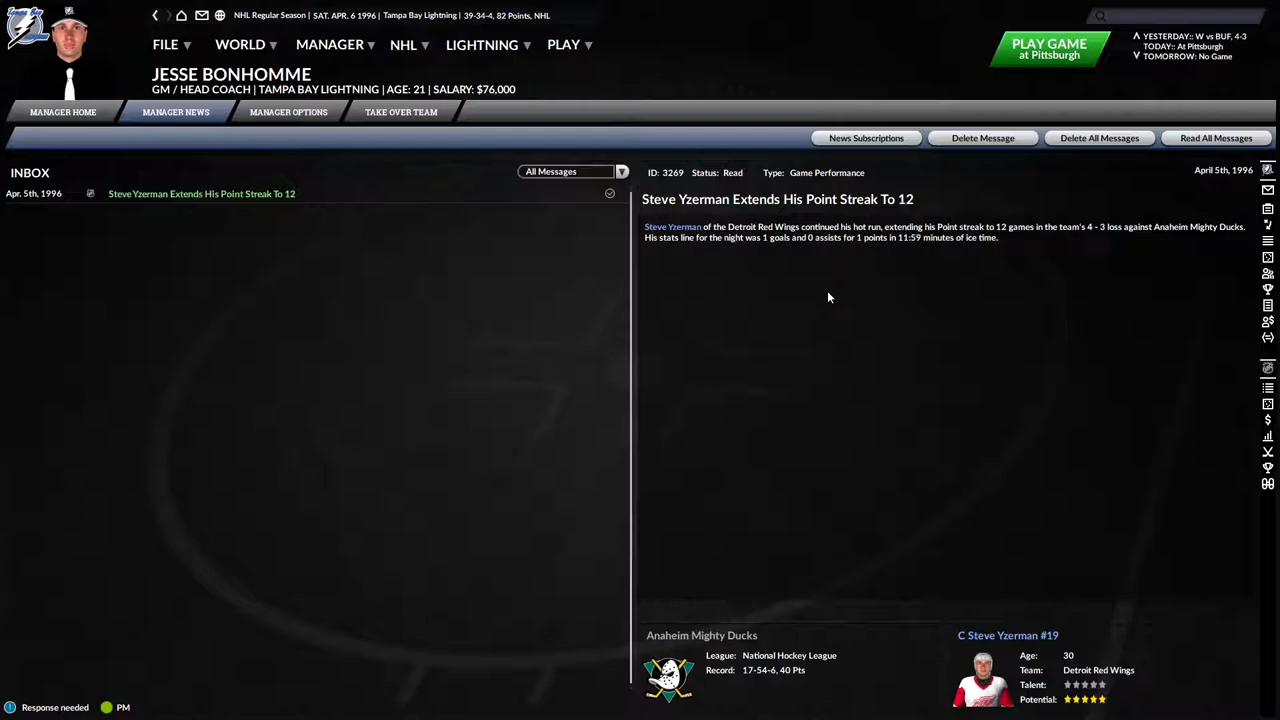 NHL Regular Season | SAT. APR. 6 1996 | Tampa Bay Lightning | 39-34-4, 82 Points, NHL
FILE WORLD MANAGER NHL LIGHTNING PLAY
PLAY GAME
at Pittsburgh
YESTERDAY:: W vs BUF, 4-3
TODAY:: At Pittsburgh
TOMORROW: No Game
JESSE BONHOMME
GM / HEAD COACH | TAMPA BAY LIGHTNING | AGE: 21 | SALARY: $76,000
MANAGER HOME MANAGER NEWS MANAGER OPTIONS TAKE OVER TEAM
News Subscriptions Delete Message Delete All Messages Read All Messages
INBOX All Messages
Apr. 5th, 1996 Steve Yzerman Extends His Point Streak To 12
ID: 3269 Status: Read Type: Game Performance April 5th, 1996
Steve Yzerman Extends His Point Streak To 12
Steve Yzerman of the Detroit Red Wings continued his hot run, extending his Point streak to 12 games in the team's 4 - 3 loss against Anaheim Mighty Ducks.
His stats line for the night was 1 goals and 0 assists for 1 points in 11:59 minutes of ice time.
Anaheim Mighty Ducks
League: National Hockey League
Record: 17-54-6, 40 Pts
C Steve Yzerman #19
Age: 30
Team: Detroit Red Wings
Talent:
Potential:
Response needed PM